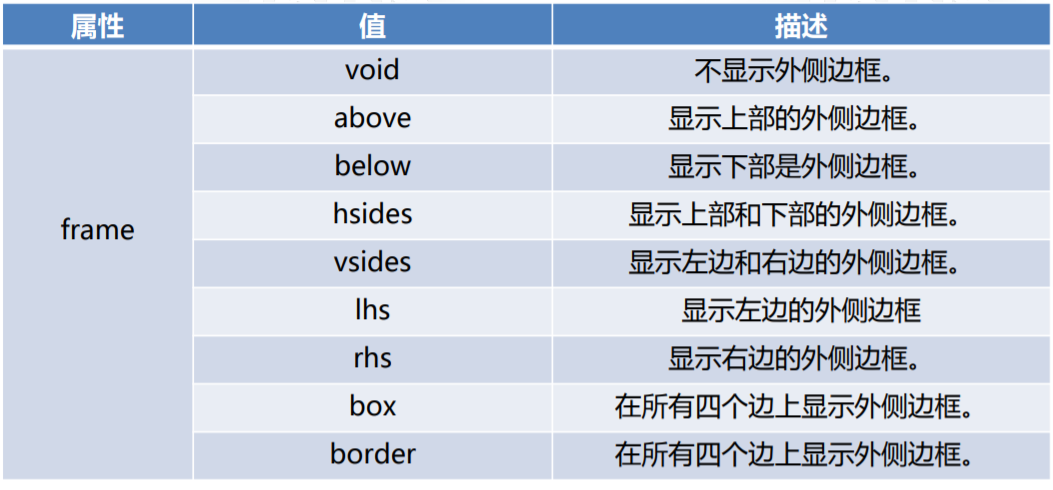 属性 值 描述
void 不显示外侧边框。
above 显示上部的外侧边框。
below 显示下部是外侧边框。
frame hsides 显示上部和下部的外侧边框。
vsides 显示左边和右边的外侧边框。
lhs 显示左边的外侧边框
rhs 显示右边的外侧边框。
box 在所有四个边上显示外侧边框。
border 在所有四个边上显示外侧边框。